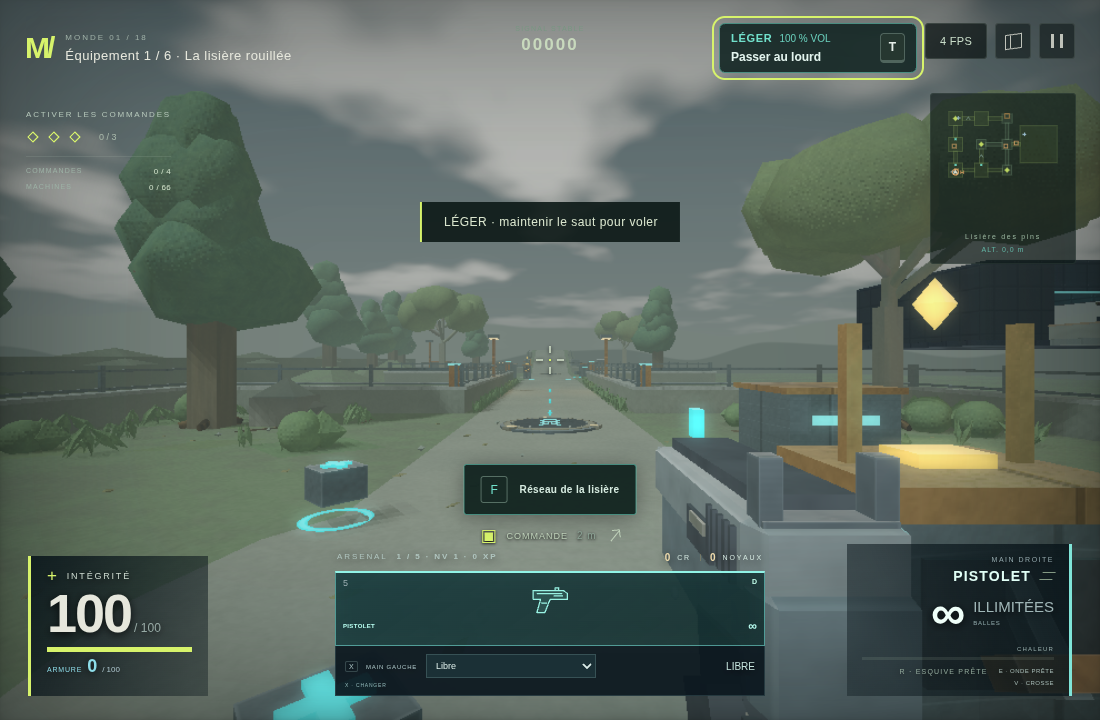 M/
MONDE 01 / 18
Équipement 1 / 6 · La lisière rouillée
00000
LÉGER 100 % VOL
Passer au lourd
T
4 FPS
ACTIVER LES COMMANDES
0 / 3
COMMANDES 0 / 4
MACHINES 0 / 66
Lisière des pins
ALT. 0,0 m
LÉGER · maintenir le saut pour voler
F
Réseau de la lisière
COMMANDE 2 m
ARSENAL 1 / 5 · NV 1 · 0 XP
0 CR 0 NOYAUX
5
D
PISTOLET
∞
X MAIN GAUCHE Libre LIBRE
X · CHANGER
+ INTÉGRITÉ
100 / 100
ARMURE 0 / 100
MAIN DROITE
PISTOLET
∞ ILLIMITÉES
BALLES
CHALEUR
R · ESQUIVE PRÊTE E · ONDE PRÊTE
V · CROSSE